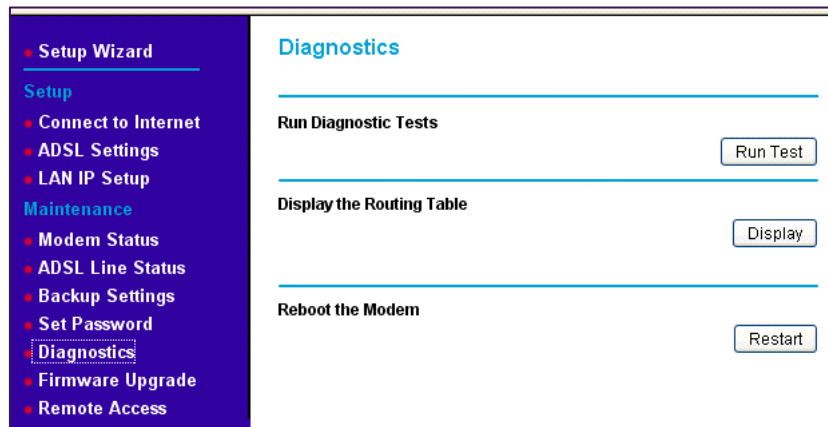 Setup Wizard
Setup
Connect to Internet
ADSL Settings
LAN IP Setup
Maintenance
Modem Status
ADSL Line Status
Backup Settings
Set Password
Diagnostics
Firmware Upgrade
Remote Access
Diagnostics
Run Diagnostic Tests
Run Test
Display the Routing Table
Display
Reboot the Modem
Restart